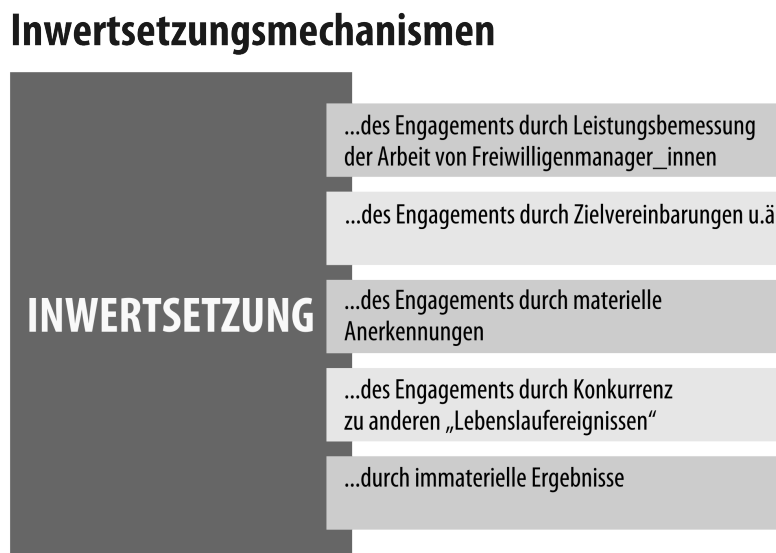 Inwertsetzungsmechanismen
INWERTSETZUNG
...des Engagements durch Leistungsbemessung
der Arbeit von Freiwilligenmanager_innen
...des Engagements durch Zielvereinbarungen u.ä
...des Engagements durch materielle
Anerkennungen
...des Engagements durch Konkurrenz
zu anderen „Lebenslaufereignissen“
...durch immaterielle Ergebnisse